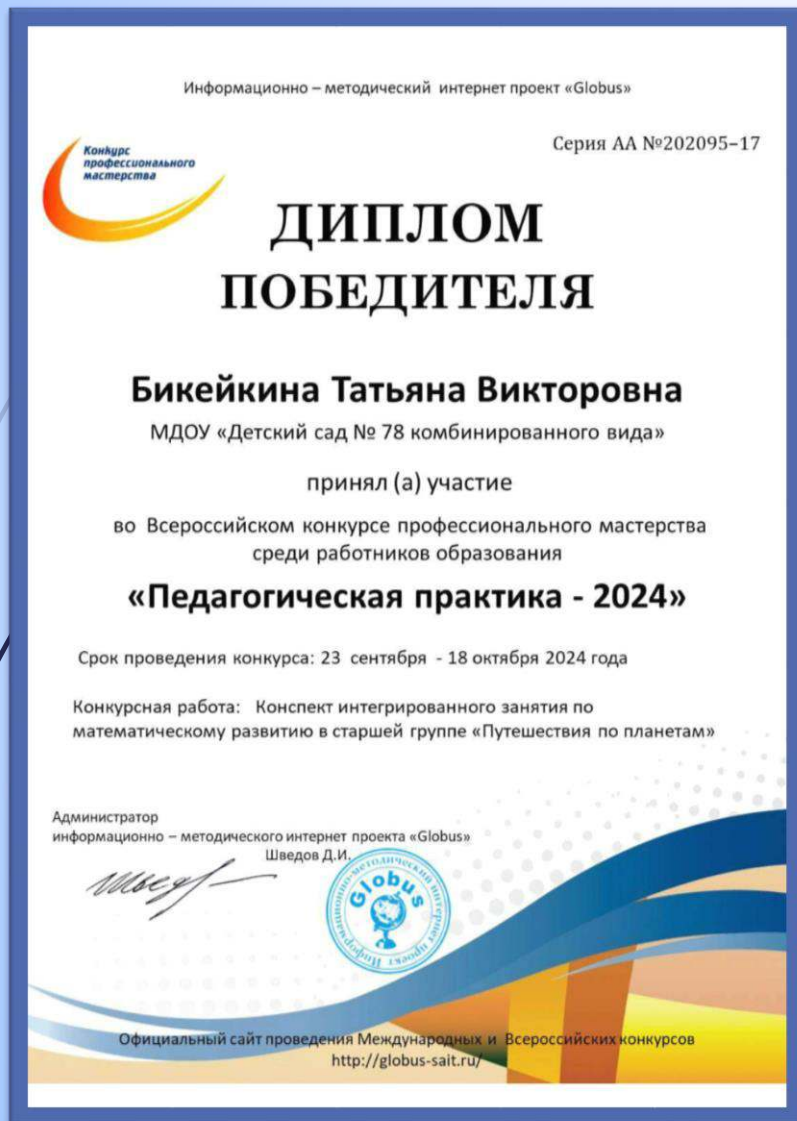 Информационно – методический интернет проект «Globus»
Серия АА №202095–17
Конкурс
профессионального
мастерства
ДИПЛОМ
ПОБЕДИТЕЛЯ
Бикейкина Татьяна Викторовна
МДОУ «Детский сад № 78 комбинированного вида»
принял (а) участие
во Всероссийском конкурсе профессионального мастерства
среди работников образования
«Педагогическая практика - 2024»
Срок проведения конкурса: 23 сентября - 18 октября 2024 года
Конкурсная работа: Конспект интегрированного занятия по
математическому развитию в старшей группе «Путешествия по планетам»
Администратор
информационно – методического интернет проекта «Globus»
Шведов Д.И.
Информационно-методический интернет проект
Globus
Официальный сайт проведения Международных и Всероссийских конкурсов
http://globus-sait.ru/